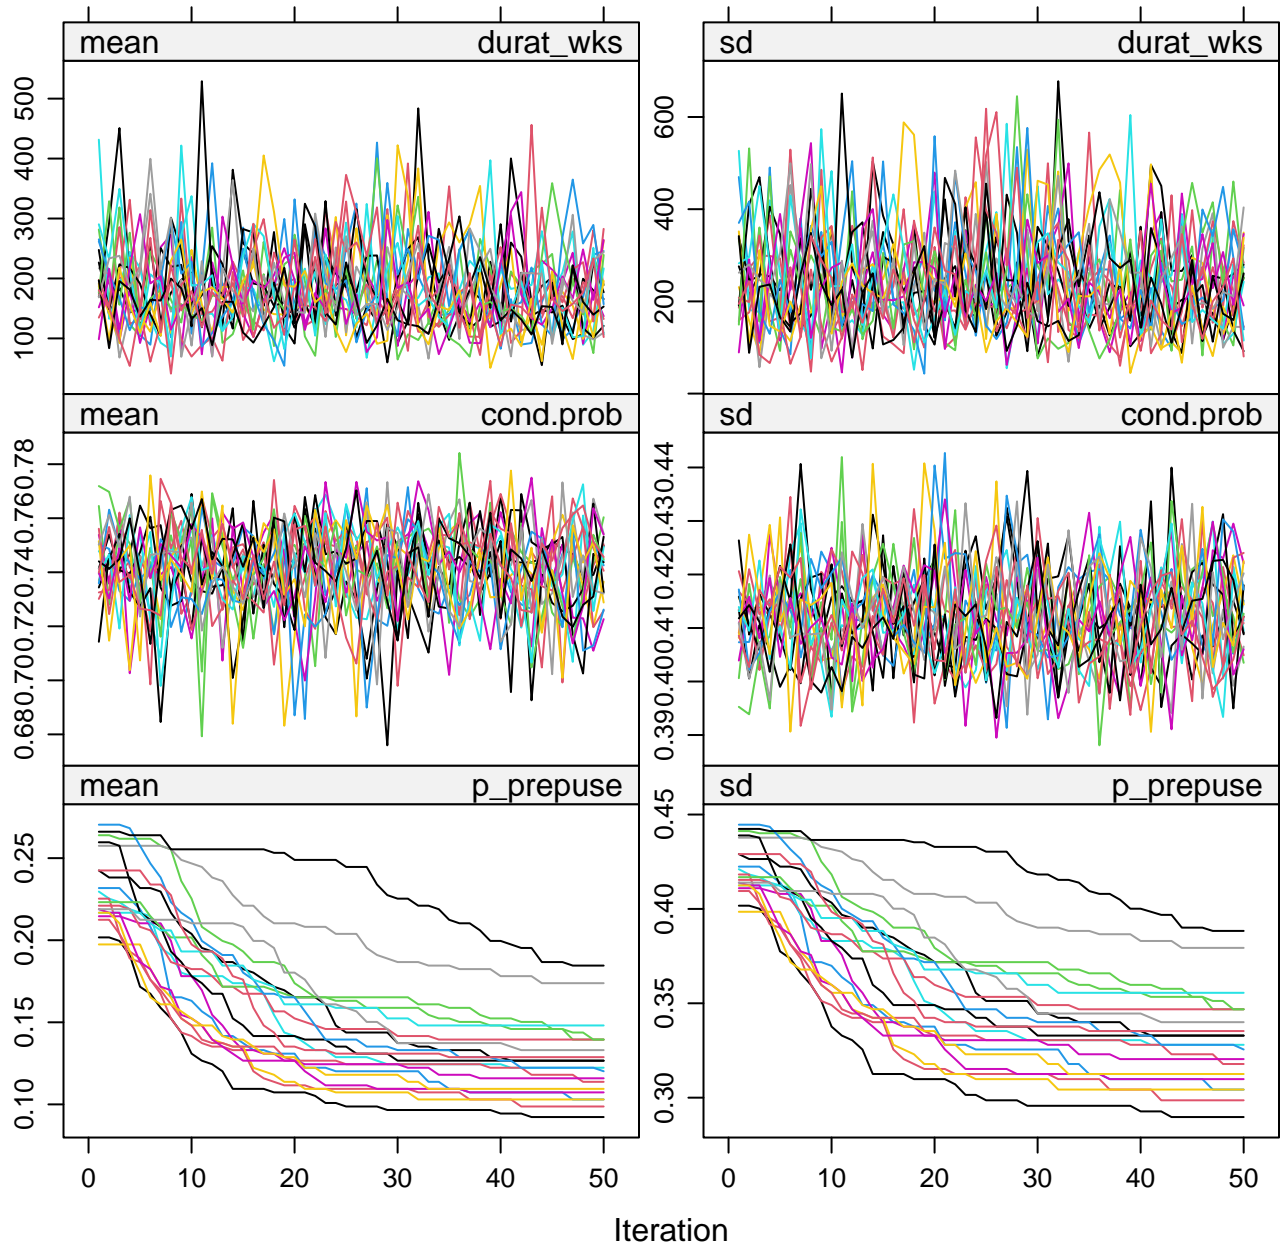 mean durat_wks sd durat_wks
100 200 300 400 500
200 400 600
mean cond.prob sd cond.prob
0.68 0.70 0.72 0.74 0.76 0.78
0.39 0.40 0.41 0.42 0.43 0.44
mean p_prepuse sd p_prepuse
0.10 0.15 0.20 0.25
0.30 0.35 0.40 0.45
0 10 20 30 40 50 0 10 20 30 40 50
Iteration